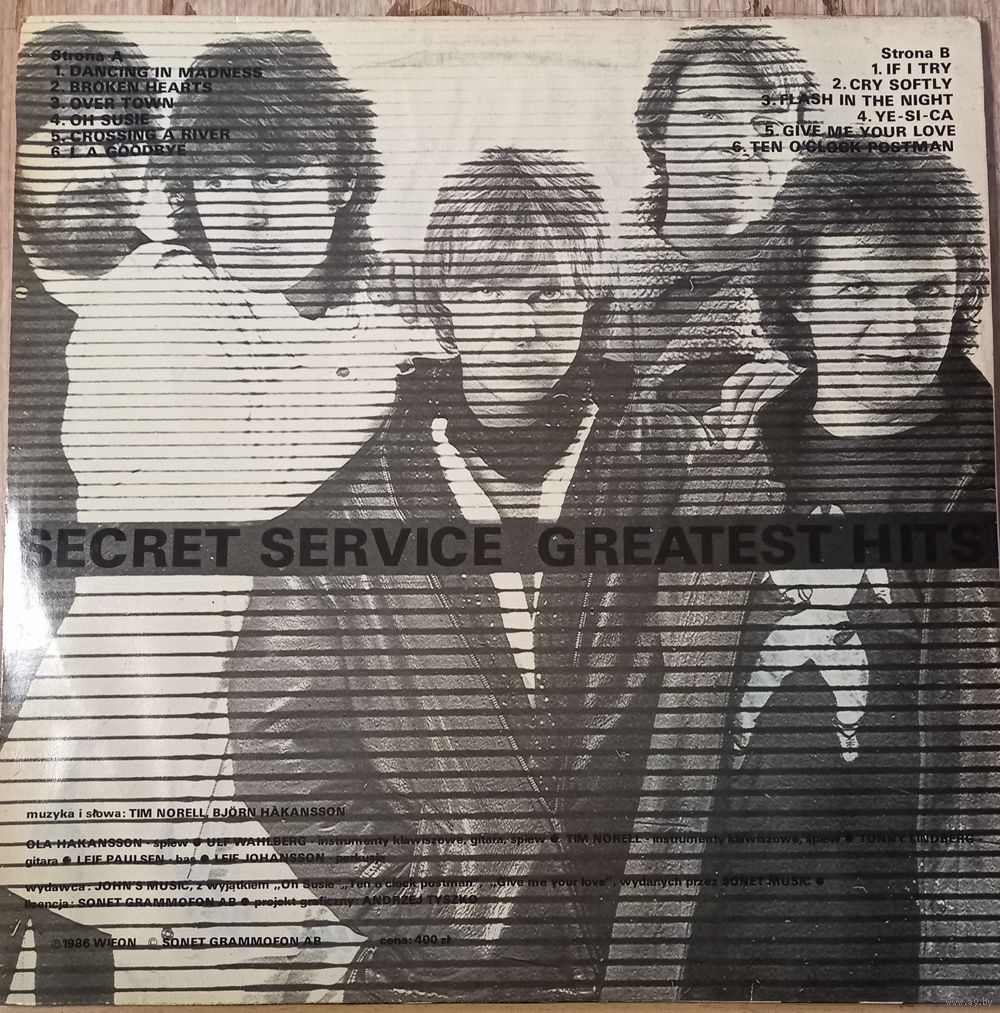 Strona A
1. DANCING IN MADNESS
2. BROKEN HEARTS
3. OVER TOWN
4. OH SUSIE
5. CROSSING A RIVER
6. L. A. GOODBYE
Strona B
1. IF I TRY
2. CRY SOFTLY
3. FLASH IN THE NIGHT
4. YE-SI-CA
5. GIVE ME YOUR LOVE
6. TEN O'CLOCK POSTMAN
SECRET SERVICE GREATEST HITS
muzyka i słowa: TIM NORELL, BJÖRN HÀKANSSON
OLA HAKANSSON - śpiew ● ULF WAHLBERG - instrumenty klawiszowe, gitara, śpiew ● TIM NORELL - instrumenty klawiszowe, śpiew ● TONNY LINDBERG -
gitara ● LEIF PAULSEN - bas ● LEIF JOHANSSON - perkusja
wydawca: JOHN'S MUSIC, z wyjątkiem „Oh Susie”, „Ten o'clock postman”, „Give me your love”, wydanych przez SONET MUSIC ●
licencja: SONET GRAMMOFON AB ● projekt graficzny: ANDRZEJ TYSZKO
℗ 1986 WIFON © SONET GRAMMOFON AB cena: 400 zł
www.ay.by